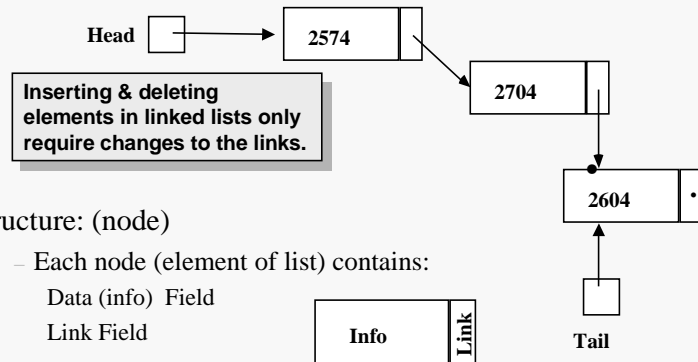 Head
2574
2704
Inserting & deleting
elements in linked lists only
require changes to the links.
2604
ructure: (node)
– Each node (element of list) contains:
Data (info) Field
Link Field
Info
Link
Tail